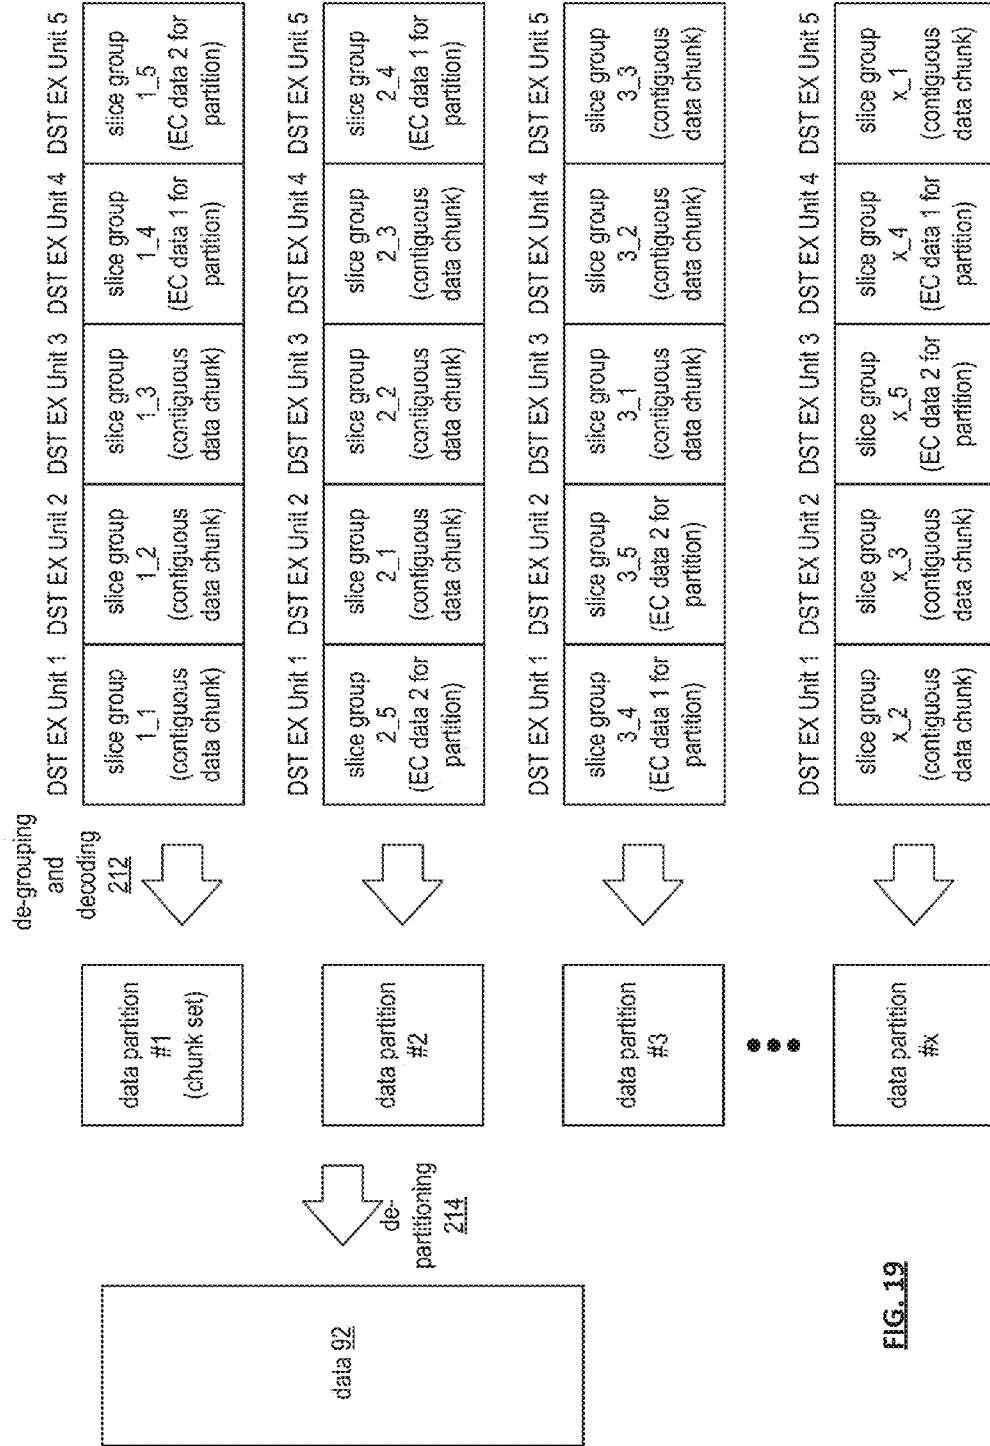 de-grouping
and
decoding
212
DST EX Unit 1 DST EX Unit 2 DST EX Unit 3 DST EX Unit 4 DST EX Unit 5
data partition
#1
(chunk set)
slice group
1_1
(contiguous
data chunk)
slice group
1_2
(contiguous
data chunk)
slice group
1_3
(contiguous
data chunk)
slice group
1_4
(EC data 1 for
partition)
slice group
1_5
(EC data 2 for
partition)
data 92
de-
partitioning
214
DST EX Unit 1 DST EX Unit 2 DST EX Unit 3 DST EX Unit 4 DST EX Unit 5
data partition
#2
slice group
2_5
(EC data 2 for
partition)
slice group
2_1
(contiguous
data chunk)
slice group
2_2
(contiguous
data chunk)
slice group
2_3
(contiguous
data chunk)
slice group
2_4
(EC data 1 for
partition)
DST EX Unit 1 DST EX Unit 2 DST EX Unit 3 DST EX Unit 4 DST EX Unit 5
data partition
#3
slice group
3_4
(EC data 1 for
partition)
slice group
3_5
(EC data 2 for
partition)
slice group
3_1
(contiguous
data chunk)
slice group
3_2
(contiguous
data chunk)
slice group
3_3
(contiguous
data chunk)
DST EX Unit 1 DST EX Unit 2 DST EX Unit 3 DST EX Unit 4 DST EX Unit 5
data partition
#x
slice group
x_2
(contiguous
data chunk)
slice group
x_3
(contiguous
data chunk)
slice group
x_5
(EC data 2 for
partition)
slice group
x_4
(EC data 1 for
partition)
slice group
x_1
(contiguous
data chunk)
FIG. 19